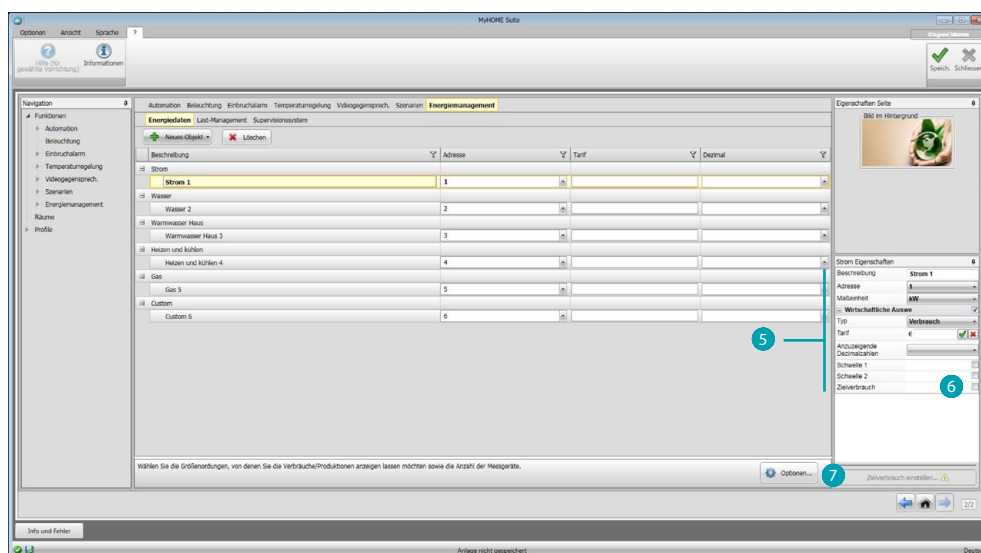 MyHOME Suite
Optionen Ansicht Sprache ?
Hilfe (für gewählte Vorrichtung)
Informationen
Speich. Schliessen
Navigation
Funktionen
Automation
Beleuchtung
Einbruchalarm
Temperaturregelung
Videogegensprech.
Szenarien
Energiemanagement
Räume
Profile
Automation Beleuchtung Einbruchalarm Temperaturregelung Videogegensprech. Szenarien Energiemanagement
Energiedaten Last-Management Supervisionssystem
Neues Objekt Löschen
Beschreibung Adresse Tarif Dezimal
Strom
Strom 1 1
Wasser
Wasser 2 2
Warmwasser Haus
Warmwasser Haus 3 3
Heizen und kühlen
Heizen und kühlen 4 4
Gas
Gas 5 5
Custom
Custom 6 6
5
Wählen Sie die Größenordnungen, von denen Sie die Verbräuche/Produktionen anzeigen lassen möchten sowie die Anzahl der Messgeräte.
Optionen...
7
Eigenschaften Seite
Bild im Hintergrund
Strom Eigenschaften
Beschreibung Strom 1
Adresse 1
Maßeinheit kW
Wirtschaftliche Auswe
Typ Verbrauch
Tarif €
Anzuzeigende
Dezimalzahlen
Schwelle 1
Schwelle 2
Zielverbrauch
6
Zielverbrauch einstellen...
2/2
Info und Fehler
Anlage nicht gespeichert
Deuts